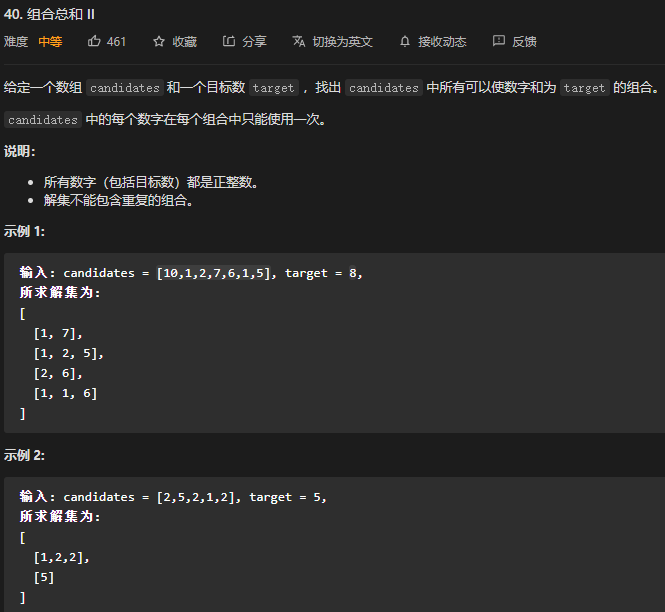 40. 组合总和 II
难度 中等 461 收藏 分享 切换为英文 接收动态 反馈
给定一个数组 candidates 和一个目标数 target ，找出 candidates 中所有可以使数字和为 target 的组合。
candidates 中的每个数字在每个组合中只能使用一次。
说明：
所有数字（包括目标数）都是正整数。
解集不能包含重复的组合。
示例 1:
输入: candidates = [10,1,2,7,6,1,5], target = 8,
所求解集为:
[
[1, 7],
[1, 2, 5],
[2, 6],
[1, 1, 6]
]
示例 2:
输入: candidates = [2,5,2,1,2], target = 5,
所求解集为:
[
[1,2,2],
[5]
]